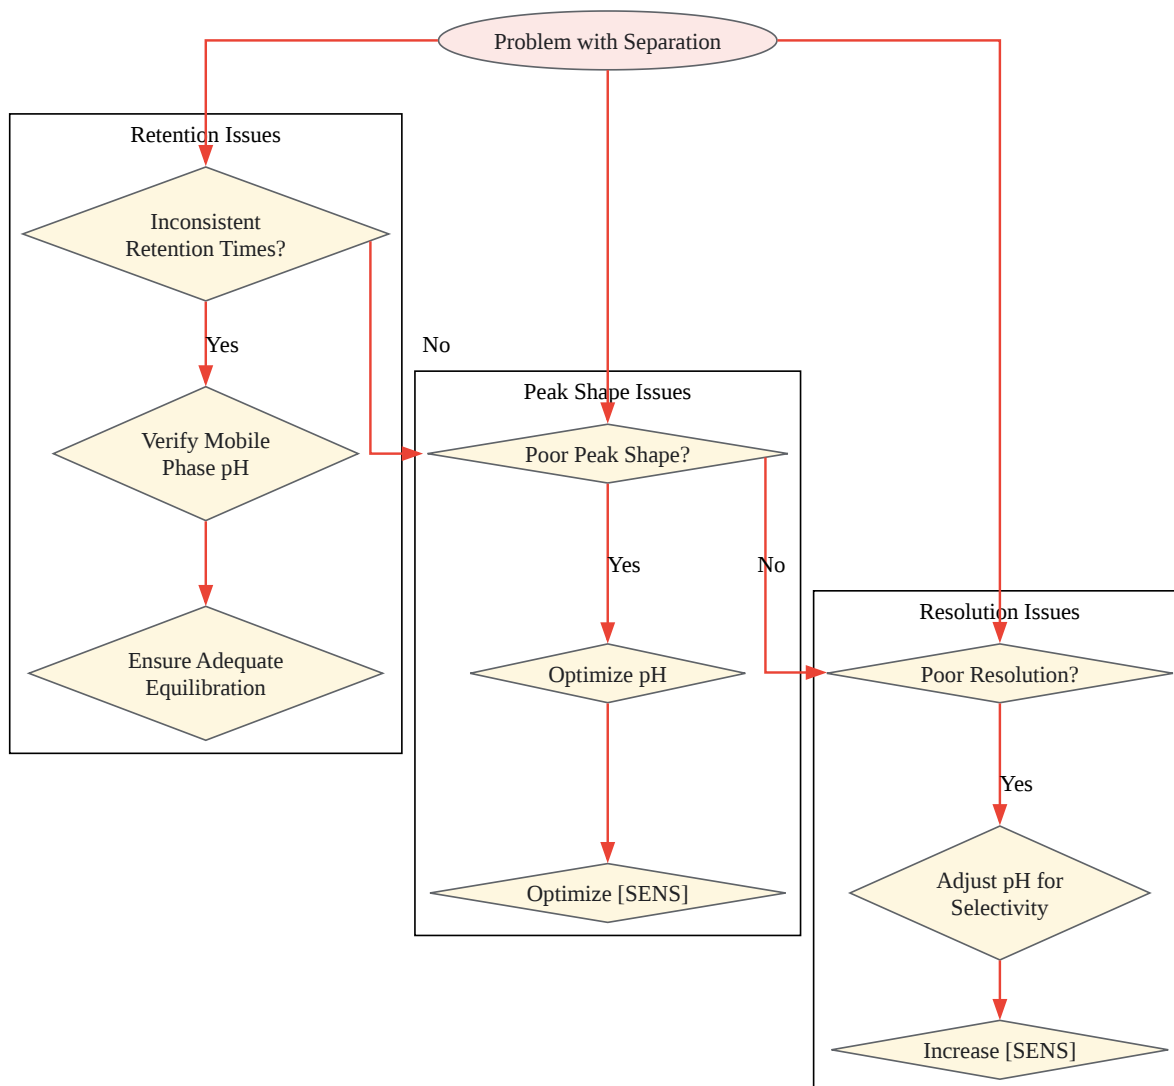 Problem with Separation
Retention Issues
Inconsistent
Retention Times?
Yes
No
Verify Mobile
Phase pH
Ensure Adequate
Equilibration
Peak Shape Issues
Poor Peak Shape?
Yes
No
Optimize pH
Optimize [SENS]
Resolution Issues
Poor Resolution?
Yes
Adjust pH for
Selectivity
Increase [SENS]